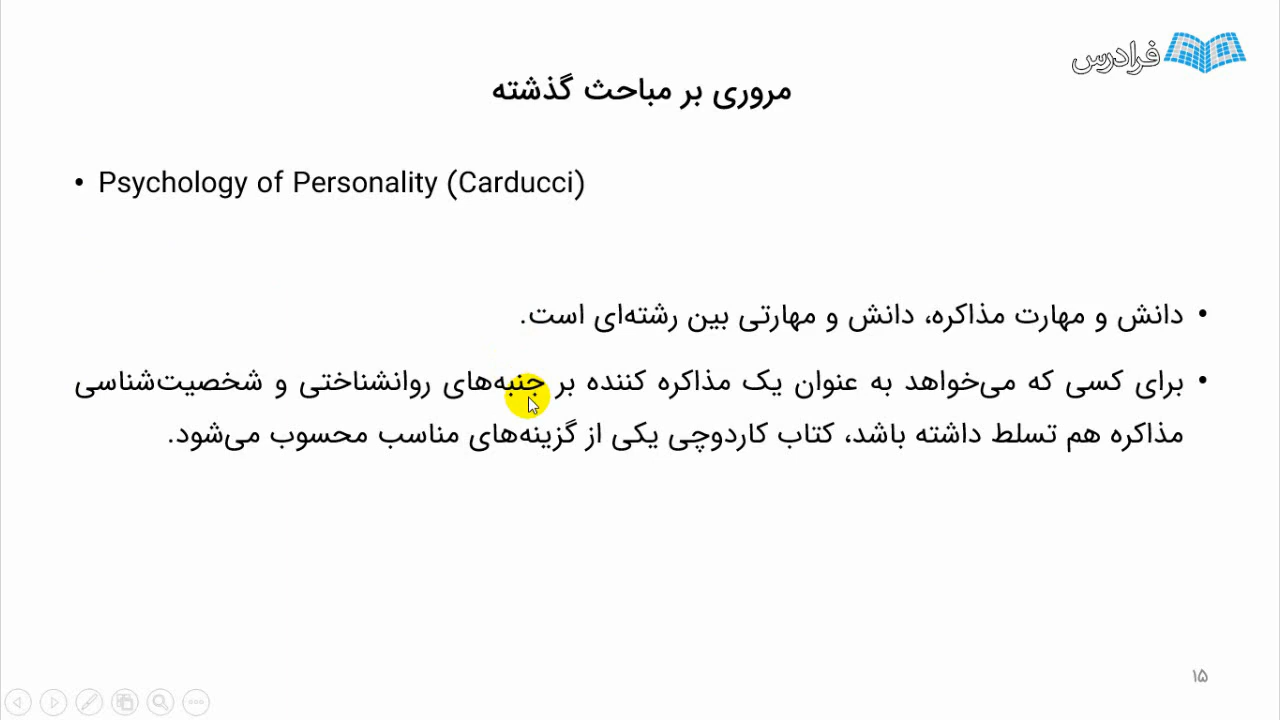 فرادرس
مروری بر مباحث گذشته
• Psychology of Personality (Carducci)
• دانش و مهارت مذاکره، دانش و مهارتی بین رشته‌ای است.
• برای کسی که می‌خواهد به عنوان یک مذاکره کننده بر جنبه‌های روانشناختی و شخصیت‌شناسی
مذاکره هم تسلط داشته باشد، کتاب کاردوچی یکی از گزینه‌های مناسب محسوب می‌شود.
۱۵